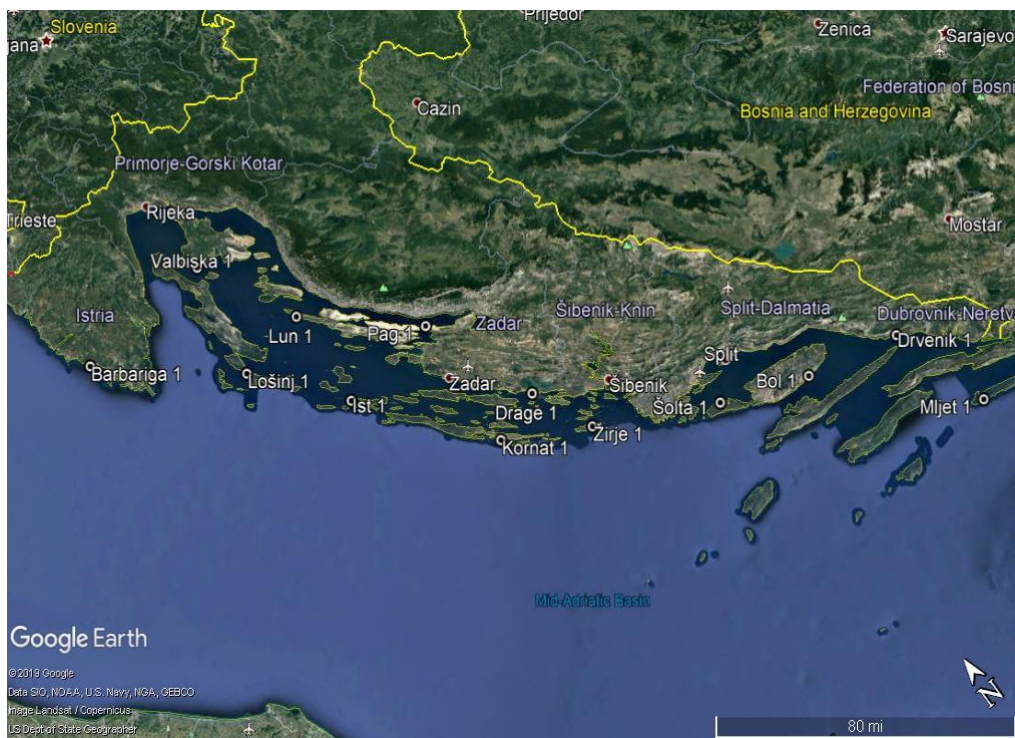 Slovenia
Prijedor
Zenica
Sarajevo
jana
Cazin
Federation of Bosni
Bosnia and Herzegovina
Primorje-Gorski Kotar
Trieste
Rijeka
Mostar
Valbiska 1
Istria
Lun 1
Pag 1
Zadar
Šibenik-Knin
Split-Dalmatia
Dubrovnik-Neretv
Drvenik 1
Barbariga 1
Lošinj 1
Zadar
Split
Šibenik
Bol 1
Ist 1
Drage 1
Šolta 1
Mljet 1
Žirje 1
Kornat 1
Mid-Adriatic Basin
Google Earth
©2019 Google
Data SIO, NOAA, U.S. Navy, NGA, GEBCO
Image Landsat / Copernicus
US Dept of State Geographer
N
80 mi